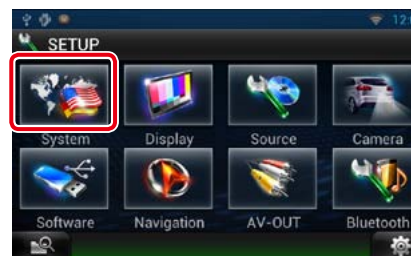 SETUP
System Display Source Camera
Software Navigation AV-OUT Bluetooth